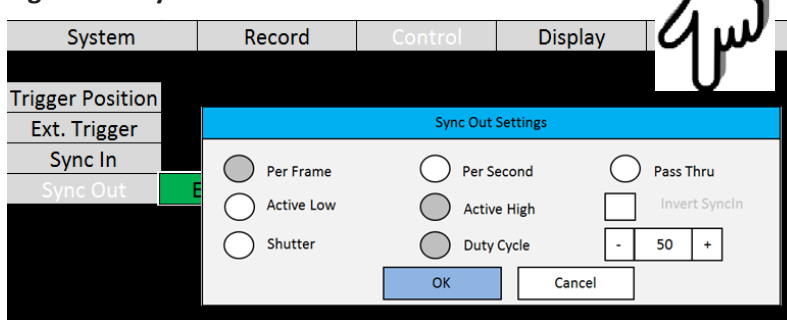 System Record Control Display
Trigger Position
Ext. Trigger
Sync In
Sync Out E
Sync Out Settings
Per Frame Per Second Pass Thru
Active Low Active High Invert SyncIn
Shutter Duty Cycle - 50 +
OK Cancel